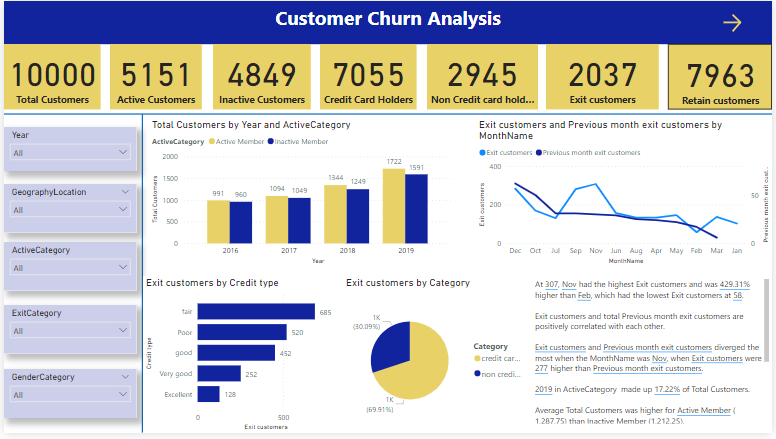 Customer Churn Analysis
10000
Total Customers
5151
Active Customers
4849
Inactive Customers
7055
Credit Card Holders
2945
Non Credit card hold...
2037
Exit customers
7963
Retain customers
Year
All
GeographyLocation
All
ActiveCategory
All
ExitCategory
All
GenderCategory
All
Total Customers by Year and ActiveCategory
ActiveCategory Active Member Inactive Member
Total Customers
2000
1500
1000
500
0
991 960
1094 1049
1344 1249
1722 1591
2016 2017 2018 2019
Year
Exit customers and Previous month exit customers by
MonthName
Exit customers Previous month exit customers
Exit customers
400
200
0
50
0
Previous month exit cust...
Dec Oct Jul Sep Nov Jun Aug Apr May Feb Mar Jan
MonthName
Exit customers by Credit type
Credit type
fair 685
Poor 520
good 452
Very good 252
Excellent 128
0 500
Exit customers
Exit customers by Category
1K
(30.09%)
1K
(69.91%)
Category
credit car...
non credi...
At 307, Nov had the highest Exit customers and was 429.31%
higher than Feb, which had the lowest Exit customers at 58.
Exit customers and total Previous month exit customers are
positively correlated with each other.
Exit customers and Previous month exit customers diverged the
most when the MonthName was Nov, when Exit customers were
277 higher than Previous month exit customers.
2019 in ActiveCategory made up 17.22% of Total Customers.
Average Total Customers was higher for Active Member (
1,287.75) than Inactive Member (1,212.25).